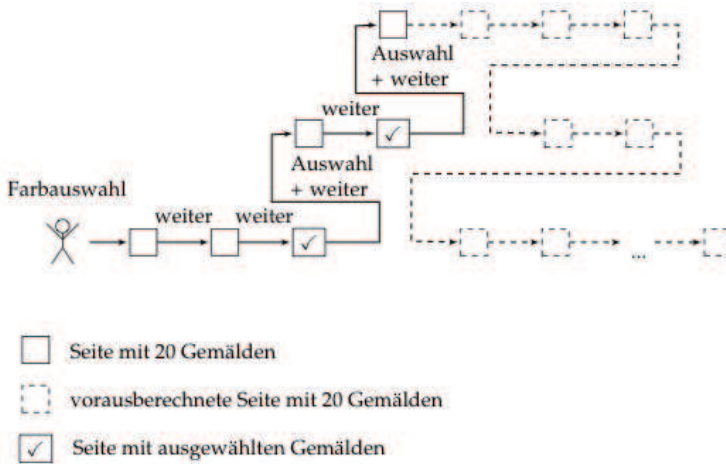 Auswahl
+ weiter
weiter
Auswahl
+ weiter
Farbauswahl
weiter weiter
...
Seite mit 20 Gemälden
vorausberechnete Seite mit 20 Gemälden
Seite mit ausgewählten Gemälden